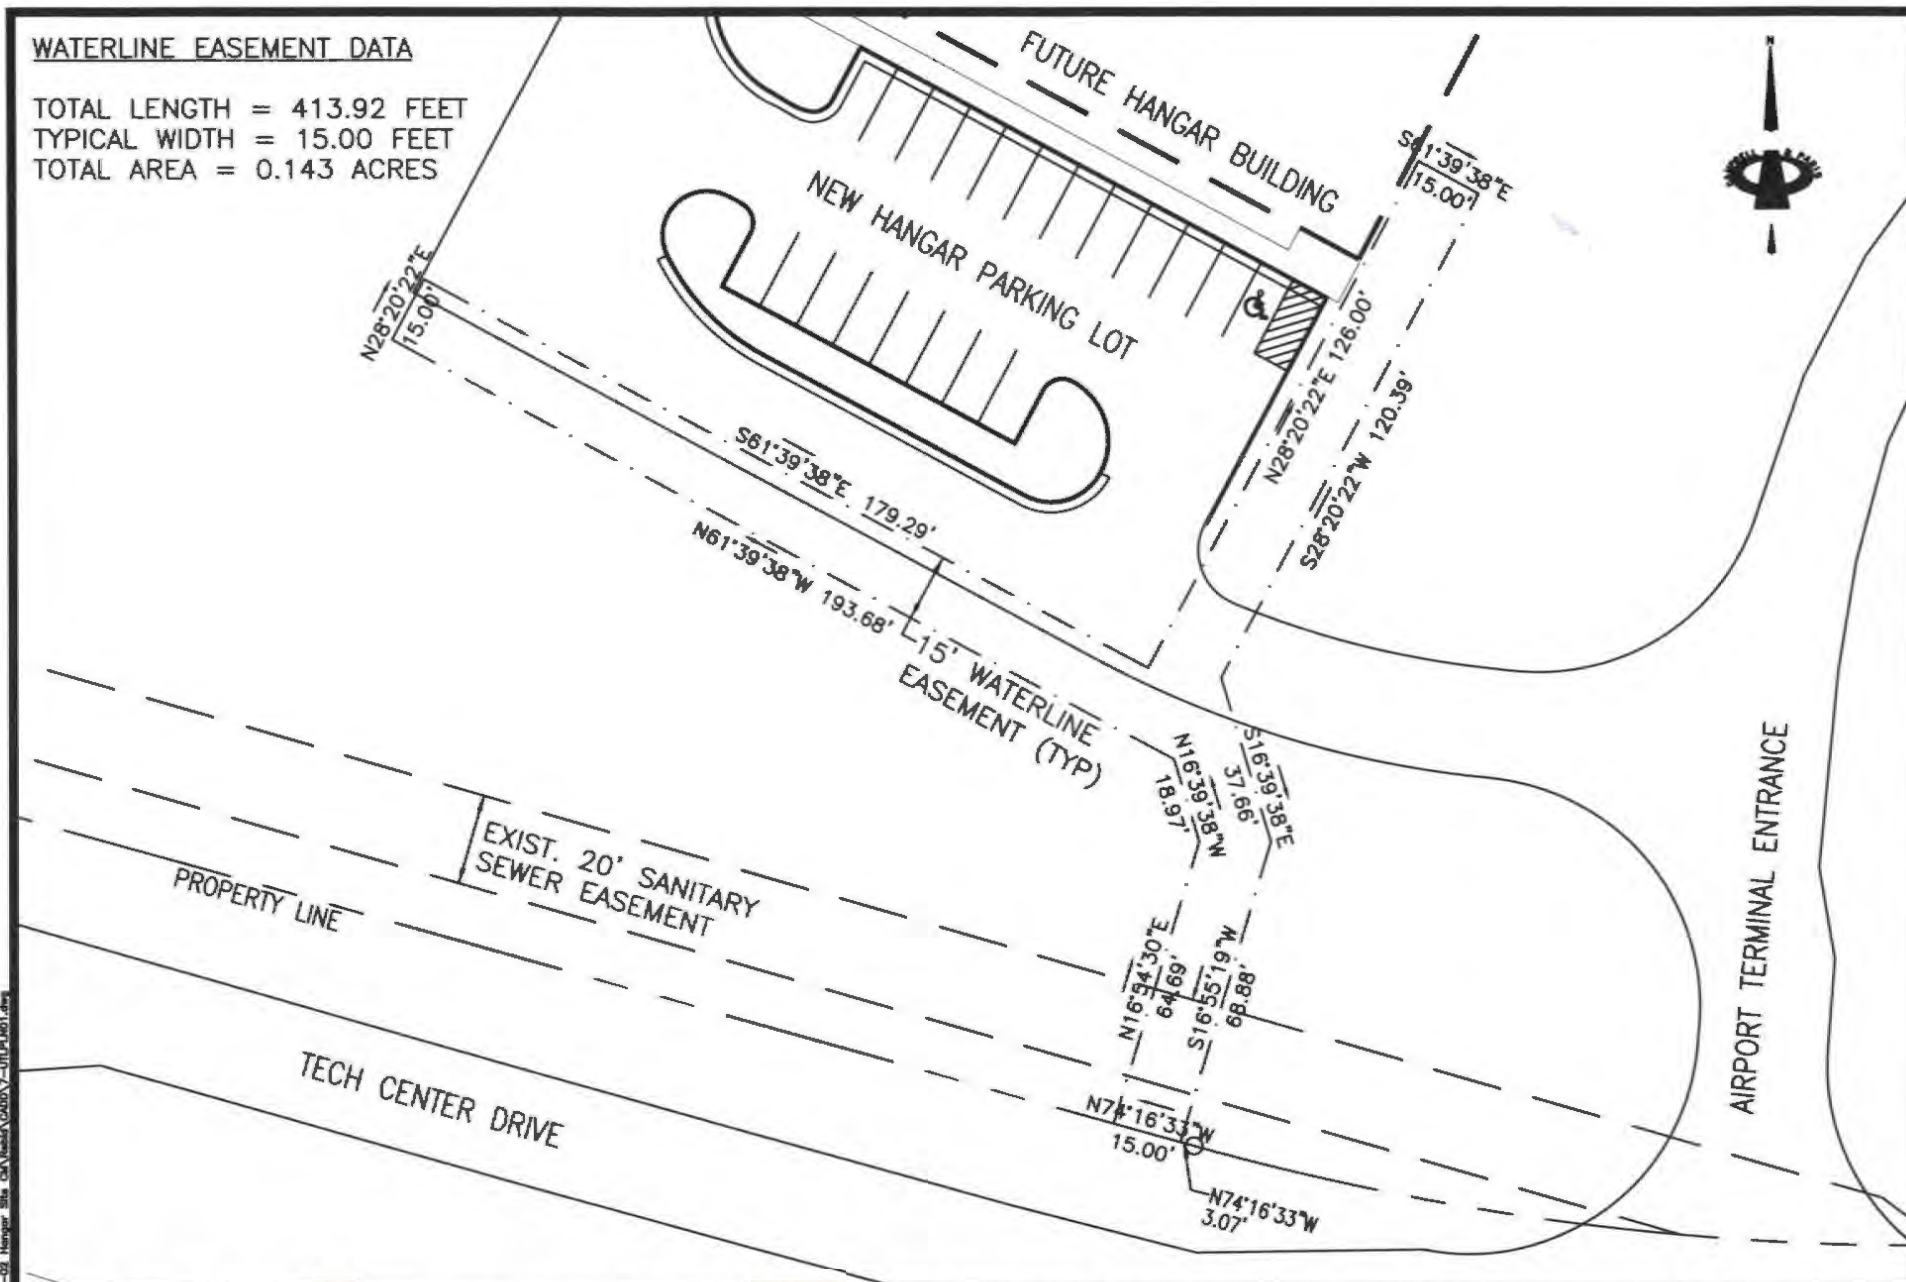 WATERLINE EASEMENT DATA
TOTAL LENGTH = 413.92 FEET
TYPICAL WIDTH = 15.00 FEET
TOTAL AREA = 0.143 ACRES
FUTURE HANGAR BUILDING
N
S61°39'38"E
15.00'
NEW HANGAR PARKING LOT
N28°20'22"E
15.00'
N28°20'22"E 126.00'
S28°20'22"W 120.39'
S61°39'38"E 179.29'
N61°39'38"W 193.68'
15' WATERLINE
EASEMENT (TYP)
N16°39'38"W
18.97'
S16°39'38"E
37.66'
EXIST. 20' SANITARY
SEWER EASEMENT
PROPERTY LINE
N16°54'30"E
64.69'
S16°55'19"W
68.88'
AIRPORT TERMINAL ENTRANCE
TECH CENTER DRIVE
N74°16'33"W
15.00'
N74°16'33"W
3.07'